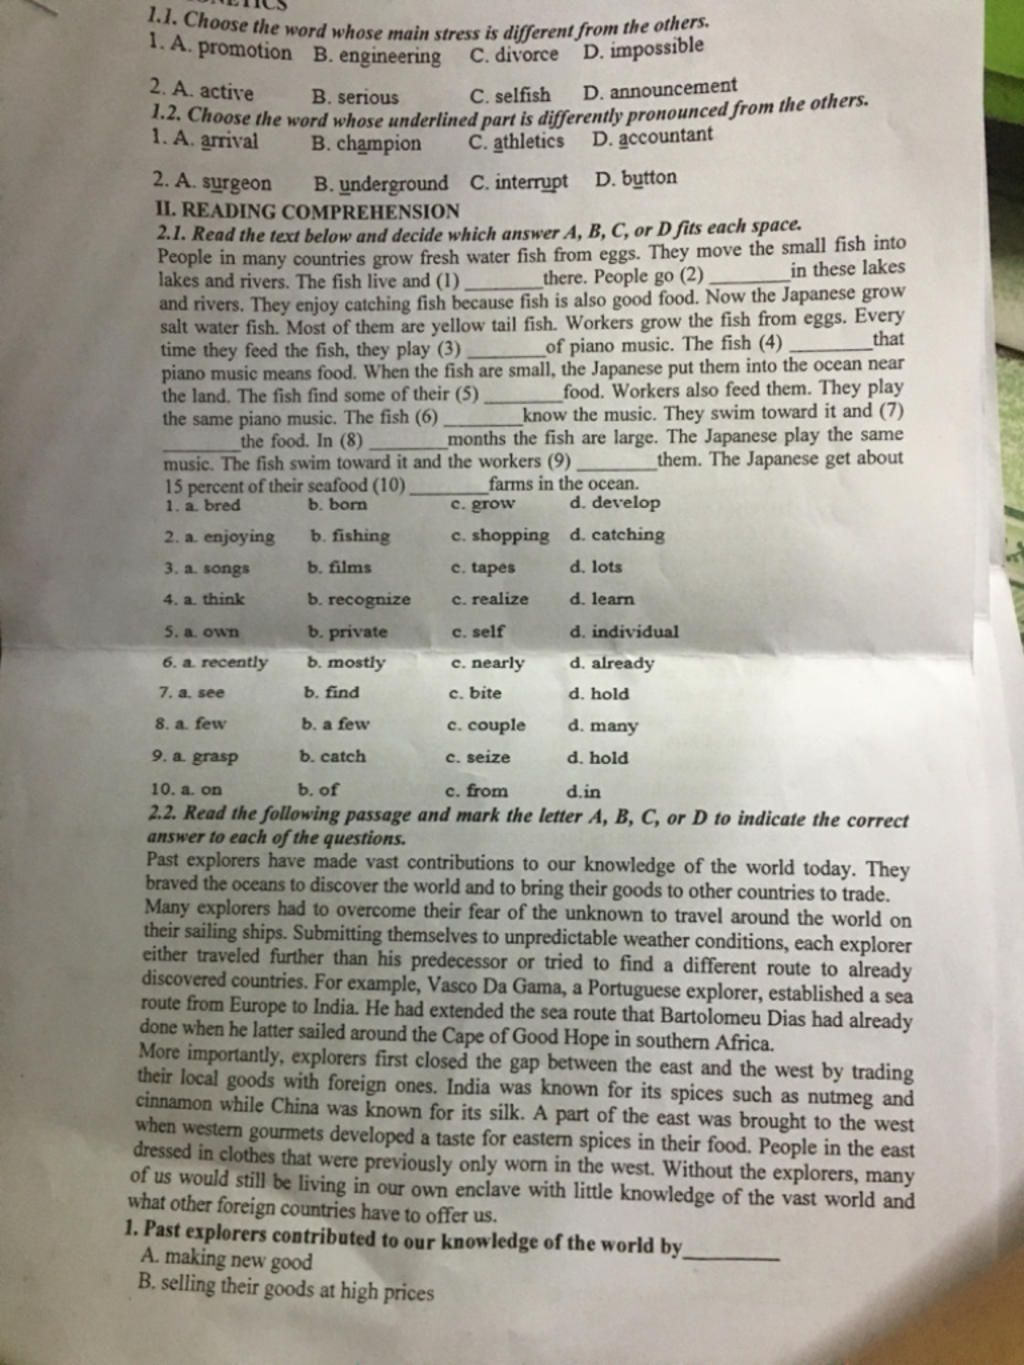 1.1. Choose the word whose main stress is different from the others.
1. A. promotion B. engineering C. divorce D. impossible
2. A. active B. serious C. selfish D. announcement
1.2. Choose the word whose underlined part is differently pronounced from the others.
1. A. arrival B. champion C. athletics D. accountant
2. A. surgeon B. underground C. interrupt D. button
II. READING COMPREHENSION
2.1. Read the text below and decide which answer A, B, C, or D fits each space.
People in many countries grow fresh water fish from eggs. They move the small fish into
lakes and rivers. The fish live and (1) ________there. People go (2) ________in these lakes
and rivers. They enjoy catching fish because fish is also good food. Now the Japanese grow
salt water fish. Most of them are yellow tail fish. Workers grow the fish from eggs. Every
time they feed the fish, they play (3) ________of piano music. The fish (4) ________that
piano music means food. When the fish are small, the Japanese put them into the ocean near
the land. The fish find some of their (5) ________food. Workers also feed them. They play
the same piano music. The fish (6) ________know the music. They swim toward it and (7)
________the food. In (8) ________months the fish are large. The Japanese play the same
music. The fish swim toward it and the workers (9) ________them. The Japanese get about
15 percent of their seafood (10) ________farms in the ocean.
1. a. bred b. born c. grow d. develop
2. a. enjoying b. fishing c. shopping d. catching
3. a. songs b. films c. tapes d. lots
4. a. think b. recognize c. realize d. learn
5. a. own b. private c. self d. individual
6. a. recently b. mostly c. nearly d. already
7. a. see b. find c. bite d. hold
8. a. few b. a few c. couple d. many
9. a. grasp b. catch c. seize d. hold
10. a. on b. of c. from d.in
2.2. Read the following passage and mark the letter A, B, C, or D to indicate the correct
answer to each of the questions.
Past explorers have made vast contributions to our knowledge of the world today. They
braved the oceans to discover the world and to bring their goods to other countries to trade.
Many explorers had to overcome their fear of the unknown to travel around the world on
their sailing ships. Submitting themselves to unpredictable weather conditions, each explorer
either traveled further than his predecessor or tried to find a different route to already
discovered countries. For example, Vasco Da Gama, a Portuguese explorer, established a sea
route from Europe to India. He had extended the sea route that Bartolomeu Dias had already
done when he latter sailed around the Cape of Good Hope in southern Africa.
More importantly, explorers first closed the gap between the east and the west by trading
their local goods with foreign ones. India was known for its spices such as nutmeg and
cinnamon while China was known for its silk. A part of the east was brought to the west
when western gourmets developed a taste for eastern spices in their food. People in the east
dressed in clothes that were previously only worn in the west. Without the explorers, many
of us would still be living in our own enclave with little knowledge of the vast world and
what other foreign countries have to offer us.
1. Past explorers contributed to our knowledge of the world by__________
A. making new good
B. selling their goods at high prices